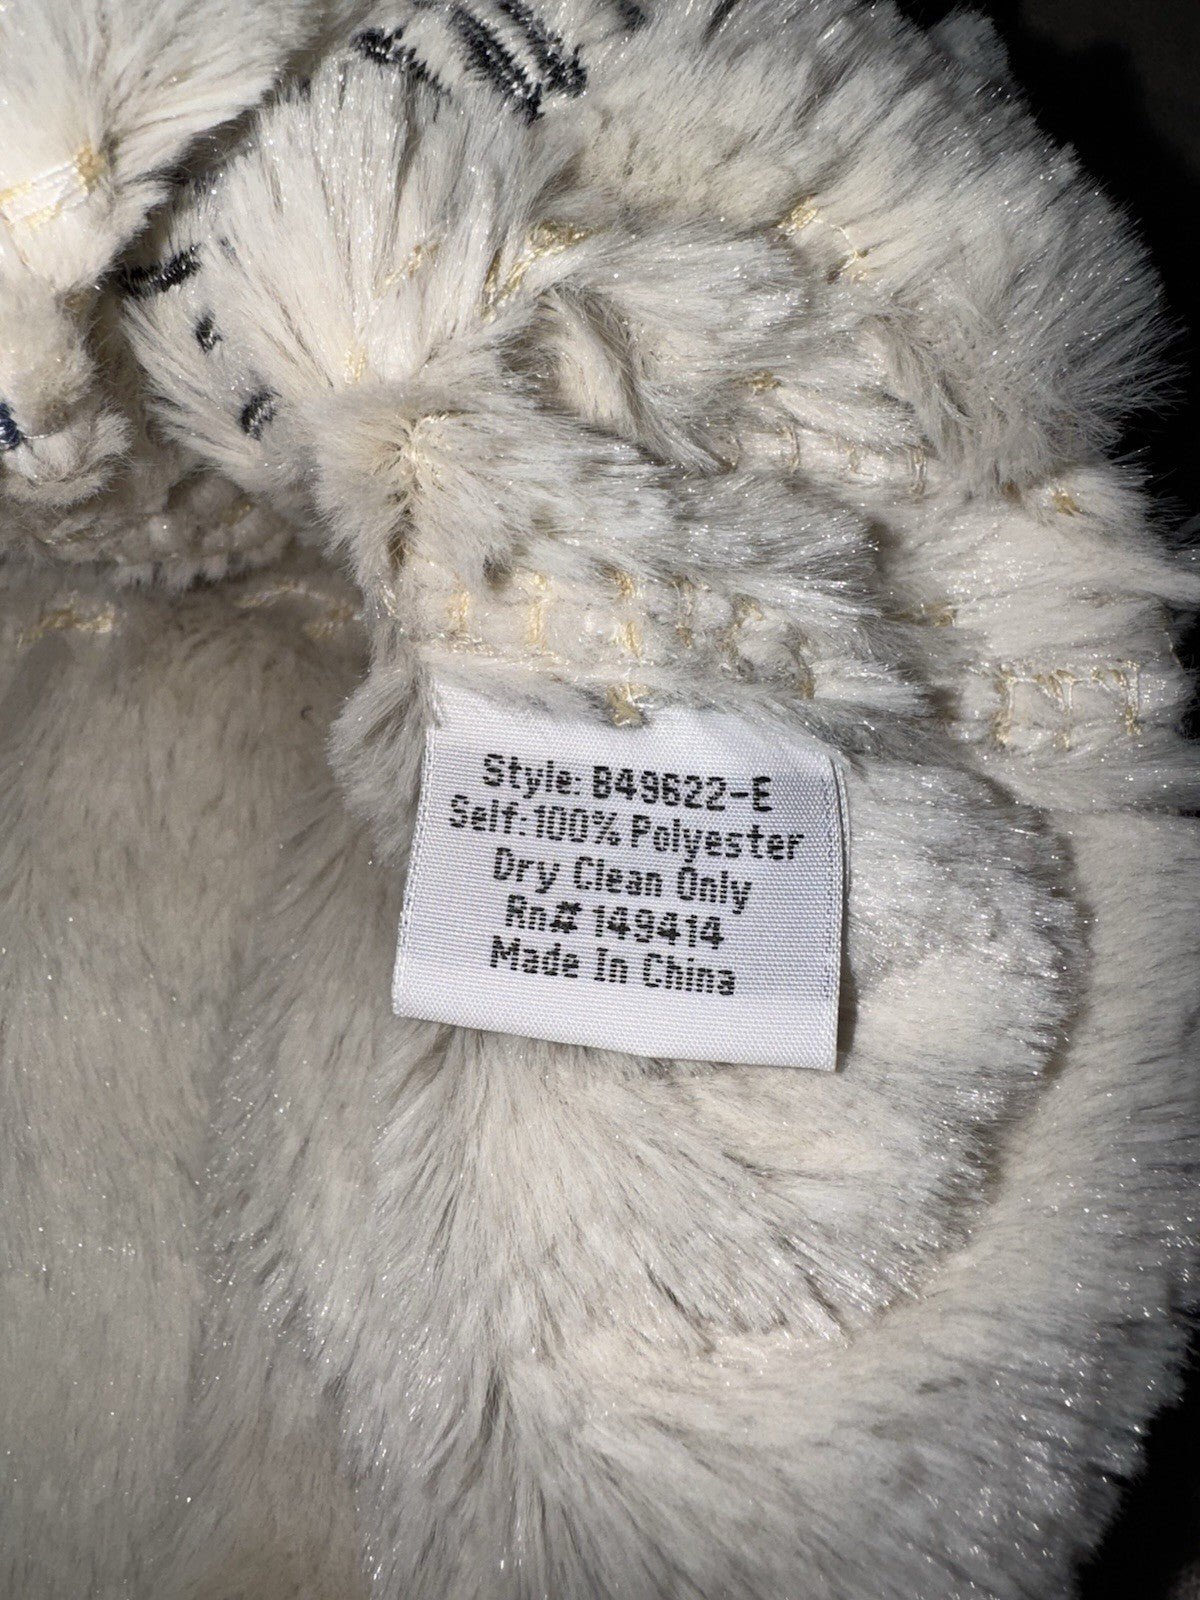 Style: B49622-E
Self: 100% Polyester
Dry Clean Only
Rn# 149414
Made In China